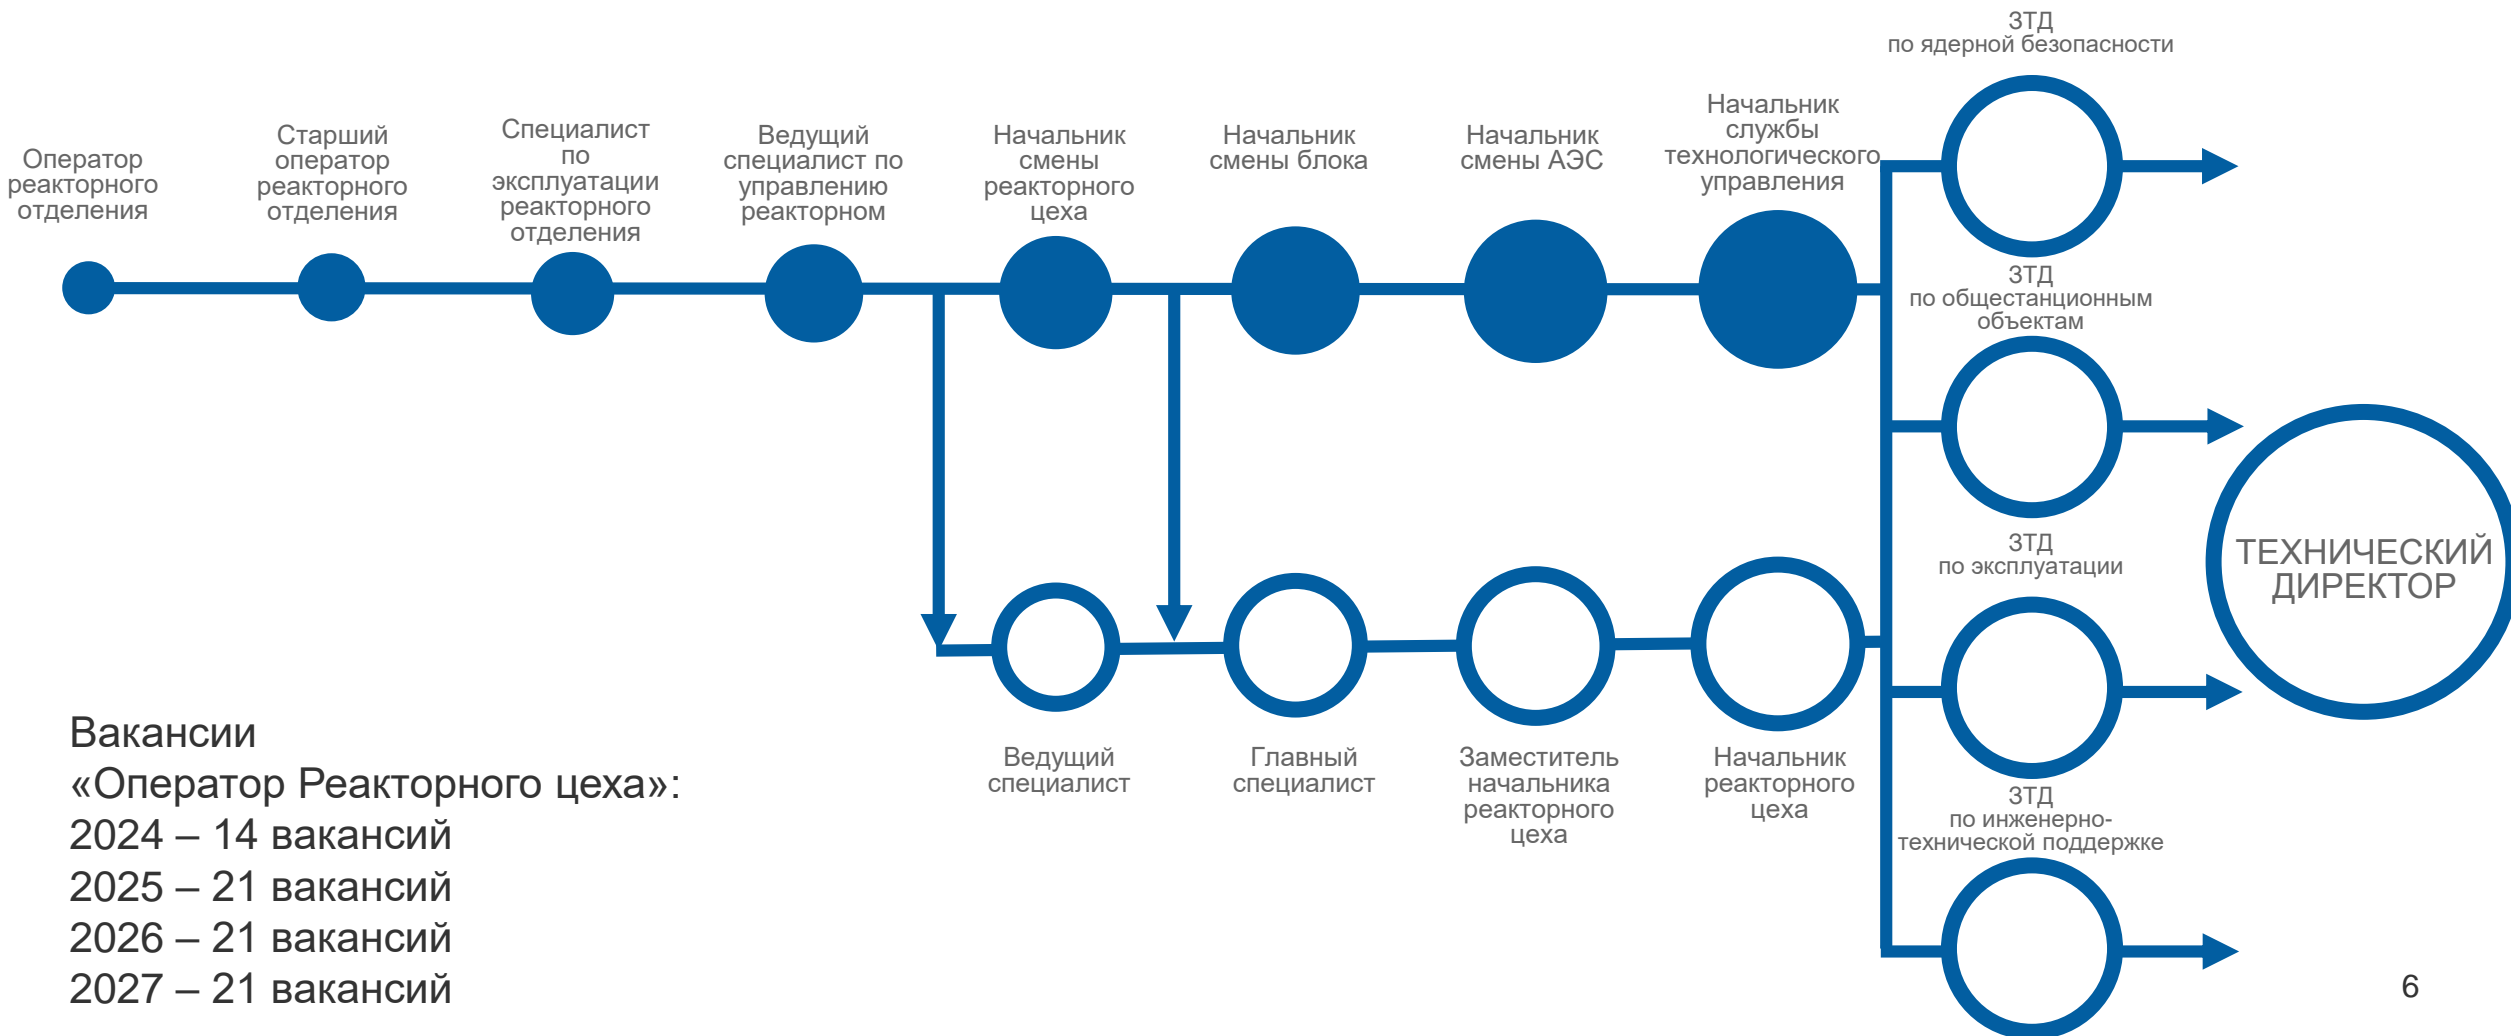 Оператор
реакторного
отделения
Старший
оператор
реакторного
отделения
Специалист
по
эксплуатации
реакторного
отделения
Ведущий
специалист по
управлению
реакторном
Начальник
смены
реакторного
цеха
Начальник
смены блока
Начальник
смены АЭС
Начальник
службы
технологического
управления
ЗТД
по ядерной безопасности
ЗТД
по общестанционным
объектам
ЗТД
по эксплуатации
ЗТД
по инженерно-
технической поддержке
ТЕХНИЧЕСКИЙ
ДИРЕКТОР
Ведущий
специалист
Главный
специалист
Заместитель
начальника
реакторного
цеха
Начальник
реакторного
цеха
Вакансии
«Оператор Реакторного цеха»:
2024 – 14 вакансий
2025 – 21 вакансий
2026 – 21 вакансий
2027 – 21 вакансий
6